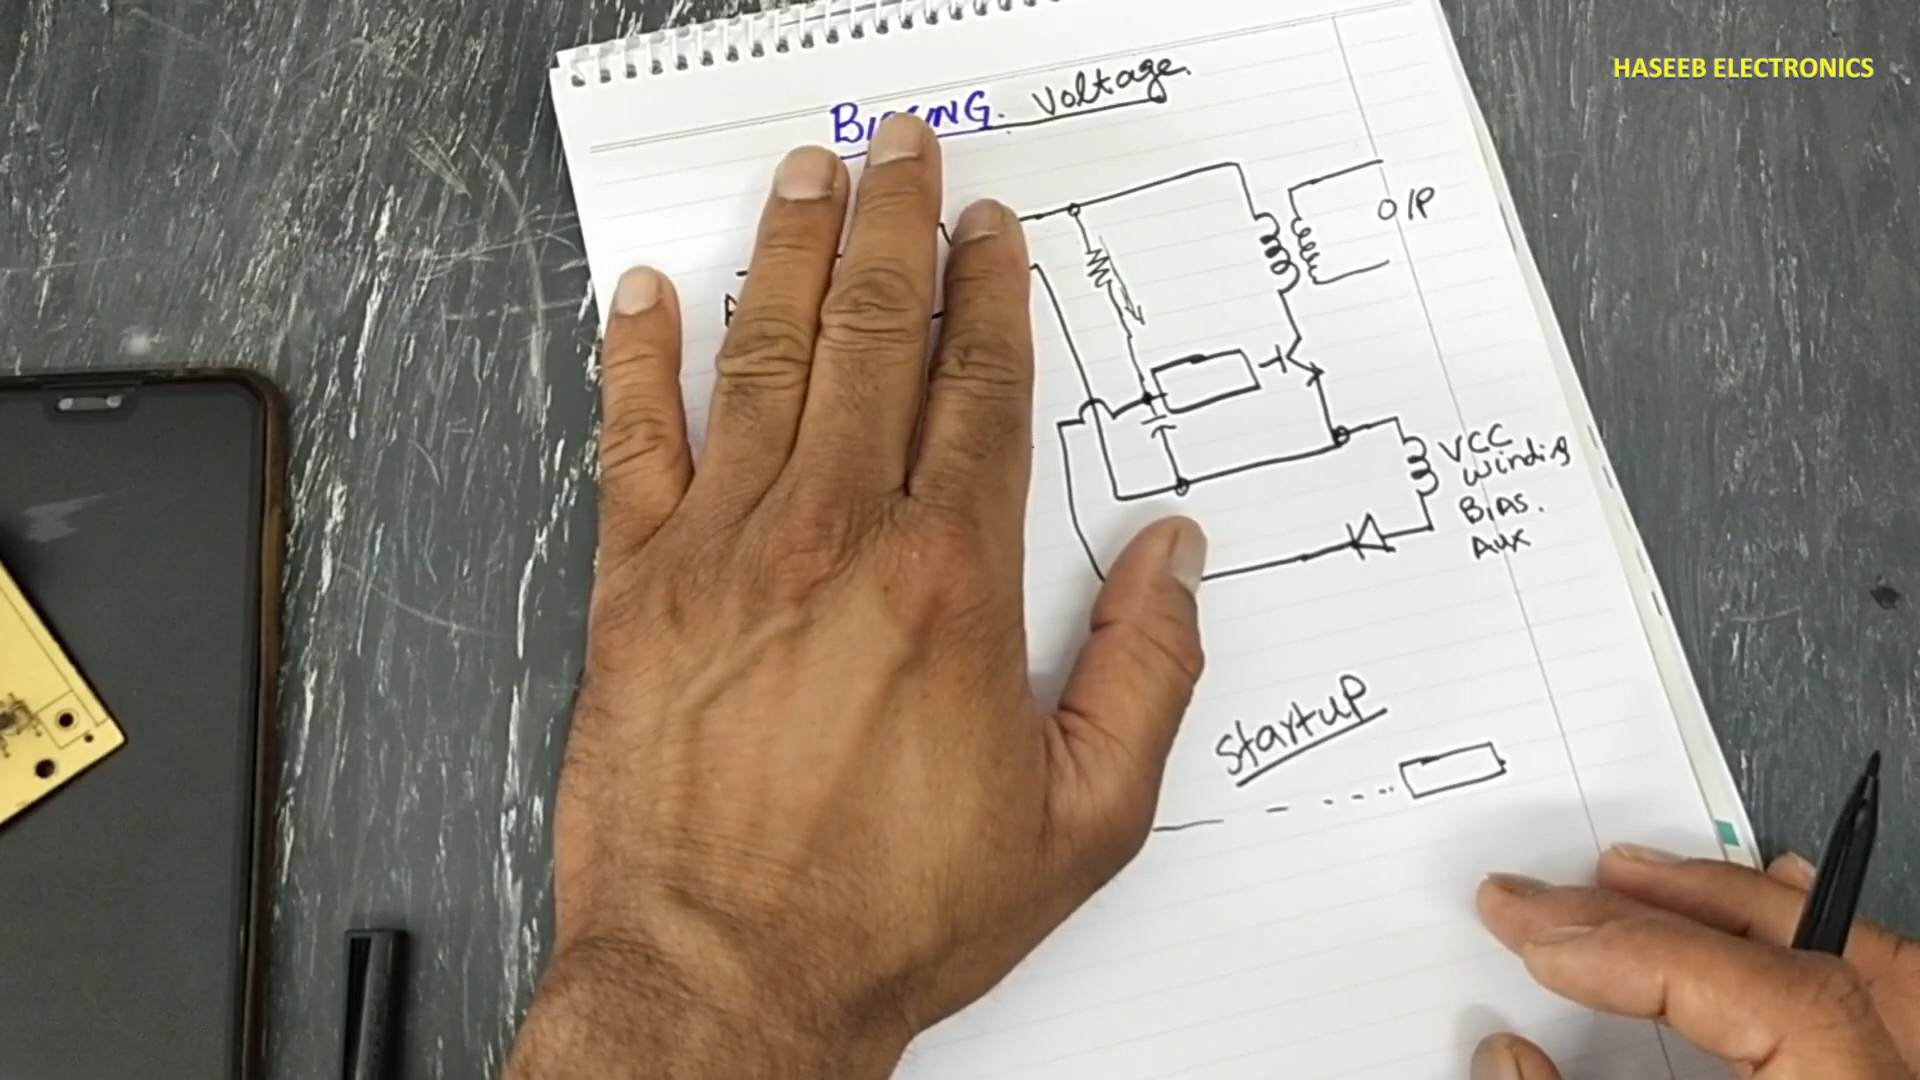 HASEEB ELECTRONICS
Voltage.
O/P
VCC
winding
BIAS.
AUX
Startup